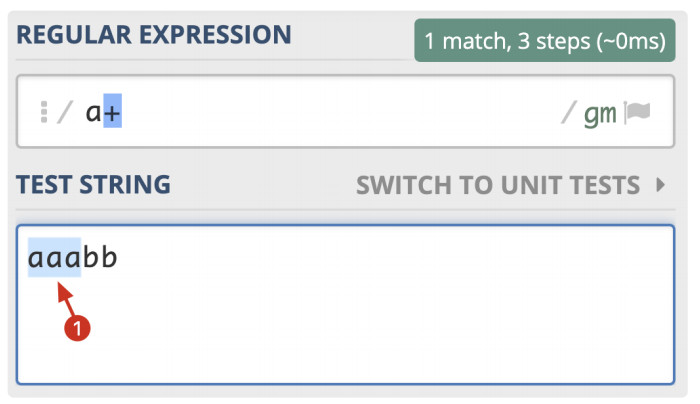 REGULAR EXPRESSION
1 match, 3 steps (~0ms)
/ a+ / gm
TEST STRING
SWITCH TO UNIT TESTS
aaabb
1